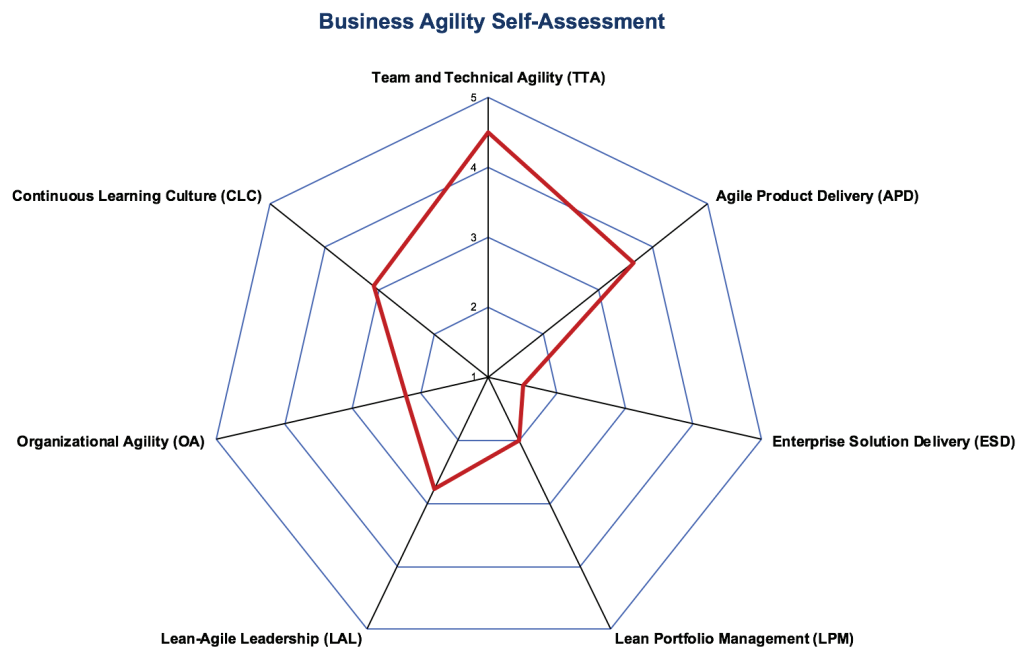 Business Agility Self-Assessment
Team and Technical Agility (TTA)
5
4
Continuous Learning Culture (CLC)
Agile Product Delivery (APD)
3
2
1
Organizational Agility (OA)
Enterprise Solution Delivery (ESD)
Lean-Agile Leadership (LAL)
Lean Portfolio Management (LPM)